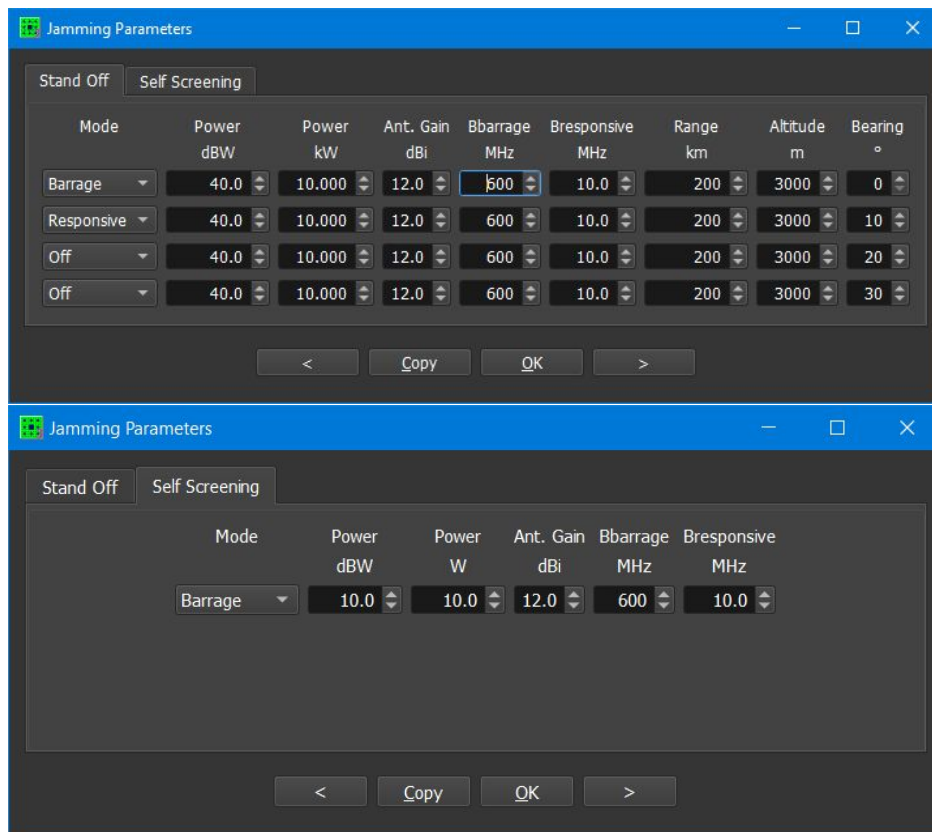 Jamming Parameters
Stand Off Self Screening
Mode Power Power Ant. Gain Bbarrage Bresponsive Range Altitude Bearing
dBW kW dBi MHz MHz km m °
Barrage 40.0 10.000 12.0 600 10.0 200 3000 0
Responsive 40.0 10.000 12.0 600 10.0 200 3000 10
Off 40.0 10.000 12.0 600 10.0 200 3000 20
Off 40.0 10.000 12.0 600 10.0 200 3000 30
< Copy OK >
Jamming Parameters
Stand Off Self Screening
Mode Power Power Ant. Gain Bbarrage Bresponsive
dBW W dBi MHz MHz
Barrage 10.0 10.0 12.0 600 10.0
< Copy OK >